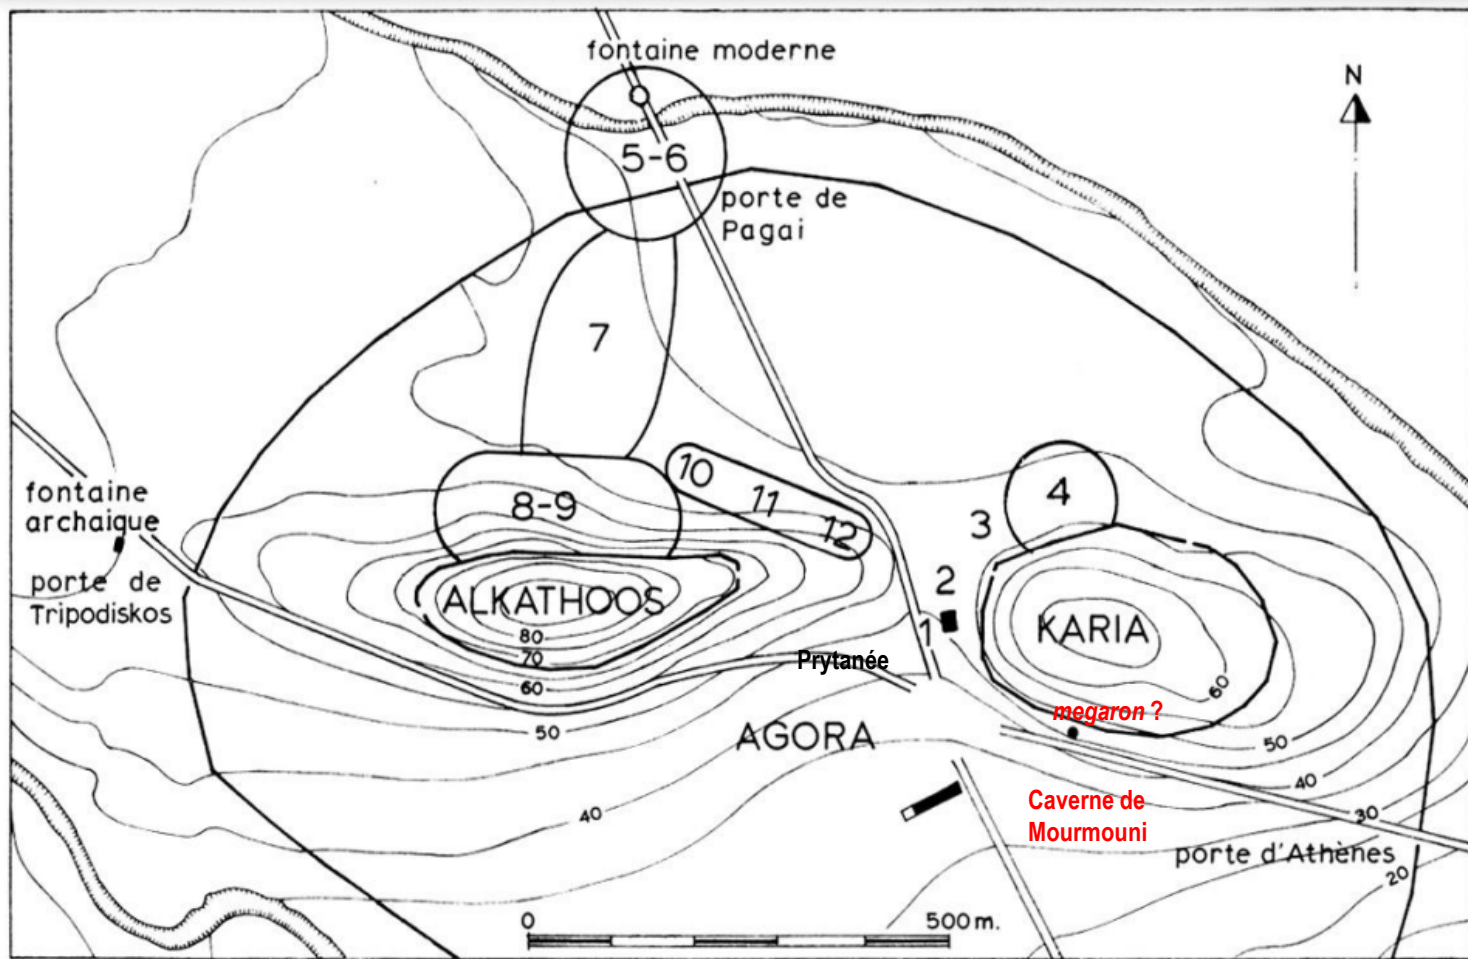 fontaine moderne
N
5-6
porte de
Pagai
7
10
11
12
4
3
8-9
fontaine
archaique
porte de
Tripodiskos
ALKATHOOS
80
70
60
50
2
1
KARIA
60
Prytanée
megaron ?
AGORA
50
40
30
20
40
Caverne de
Mourmouni
porte d'Athènes
0
500 m.